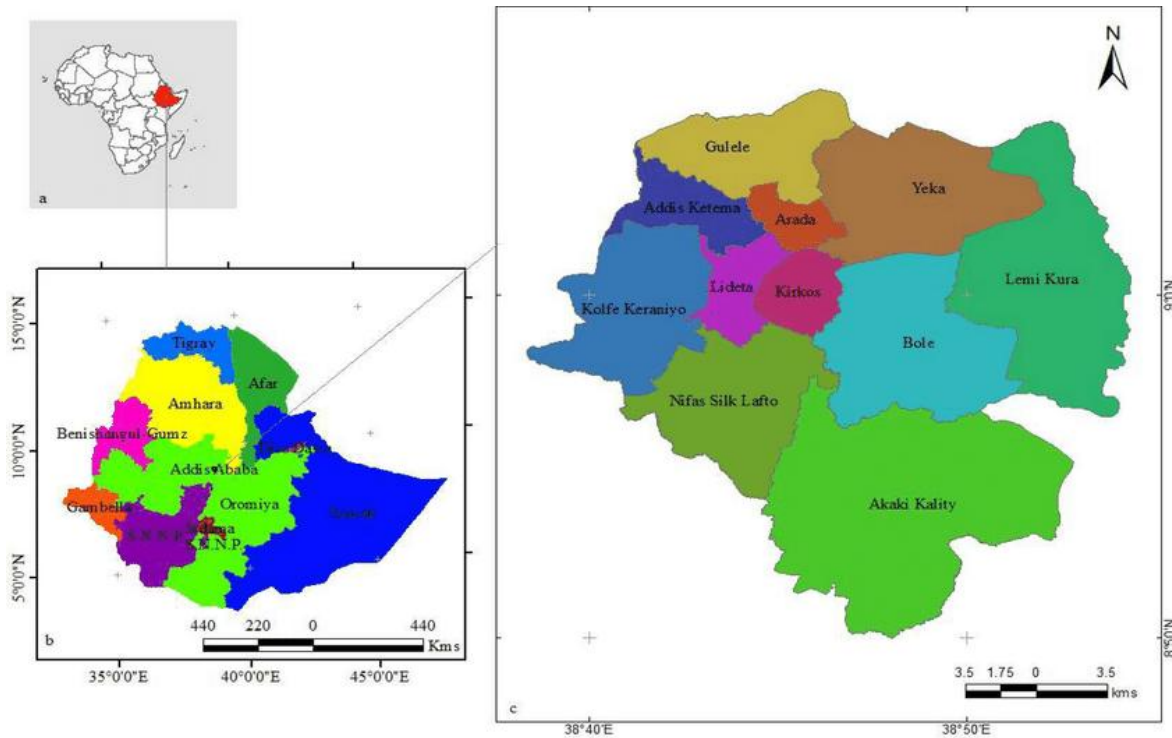 a
15°0'0"N
10°0'0"N
5°0'0"N
Tigray
Afar
Amhara
Benishangul-Gumz
Addis Ababa
Gambella
Oromiya
S.N.N.P.
S.N.N.P.
b
440 220 0 440
Kms
35°0'0"E 40°0'0"E 45°0'0"E
N
Gulele
Yeka
Addis Ketema
Arada
Lideta
Kirkos
Lemi Kura
Kolfe Keraniyo
Bole
Nifas Silk Lafto
Akaki Kality
8°50'N
3.5 1.75 0 3.5
kms
c
38°40'E 38°50'E